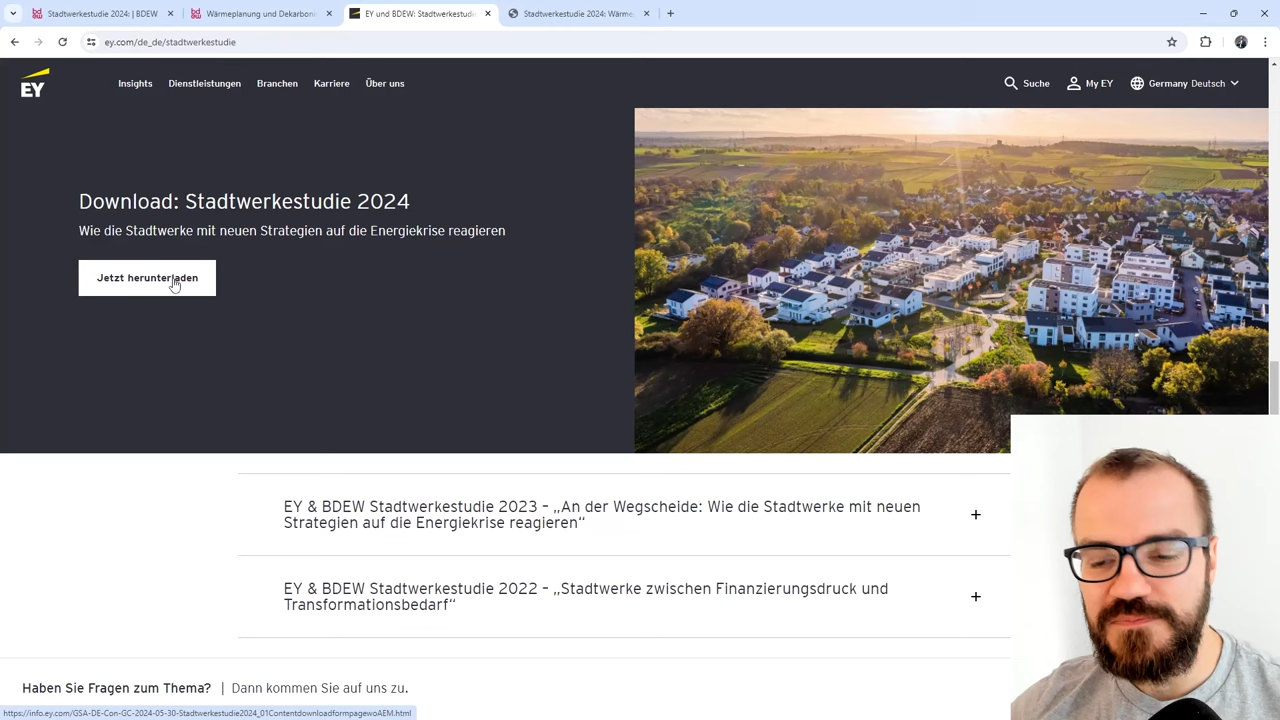 Stadtwerkestudie 2024: | BDEW
Wärmeplanung und Dekarbonis
EY und BDEW: Stadtwerkestudi
Stadtwerkestudie 2024: Wärme
ey.com/de_de/stadtwerkestudie
EY
Insights
Dienstleistungen
Branchen
Karriere
Über uns
Suche
My EY
Germany Deutsch
Download: Stadtwerkestudie 2024
Wie die Stadtwerke mit neuen Strategien auf die Energiekrise reagieren
Jetzt herunterladen
EY & BDEW Stadtwerkestudie 2023 – „An der Wegscheide: Wie die Stadtwerke mit neuen
Strategien auf die Energiekrise reagieren“
EY & BDEW Stadtwerkestudie 2022 – „Stadtwerke zwischen Finanzierungsdruck und
Transformationsbedarf“
Haben Sie Fragen zum Thema? | Dann kommen Sie auf uns zu.
https://info.ey.com/GSA-DE-Con-GC-2024-05-30-Stadtwerkestudie2024_01ContentdownloadformpagewoAEM.html